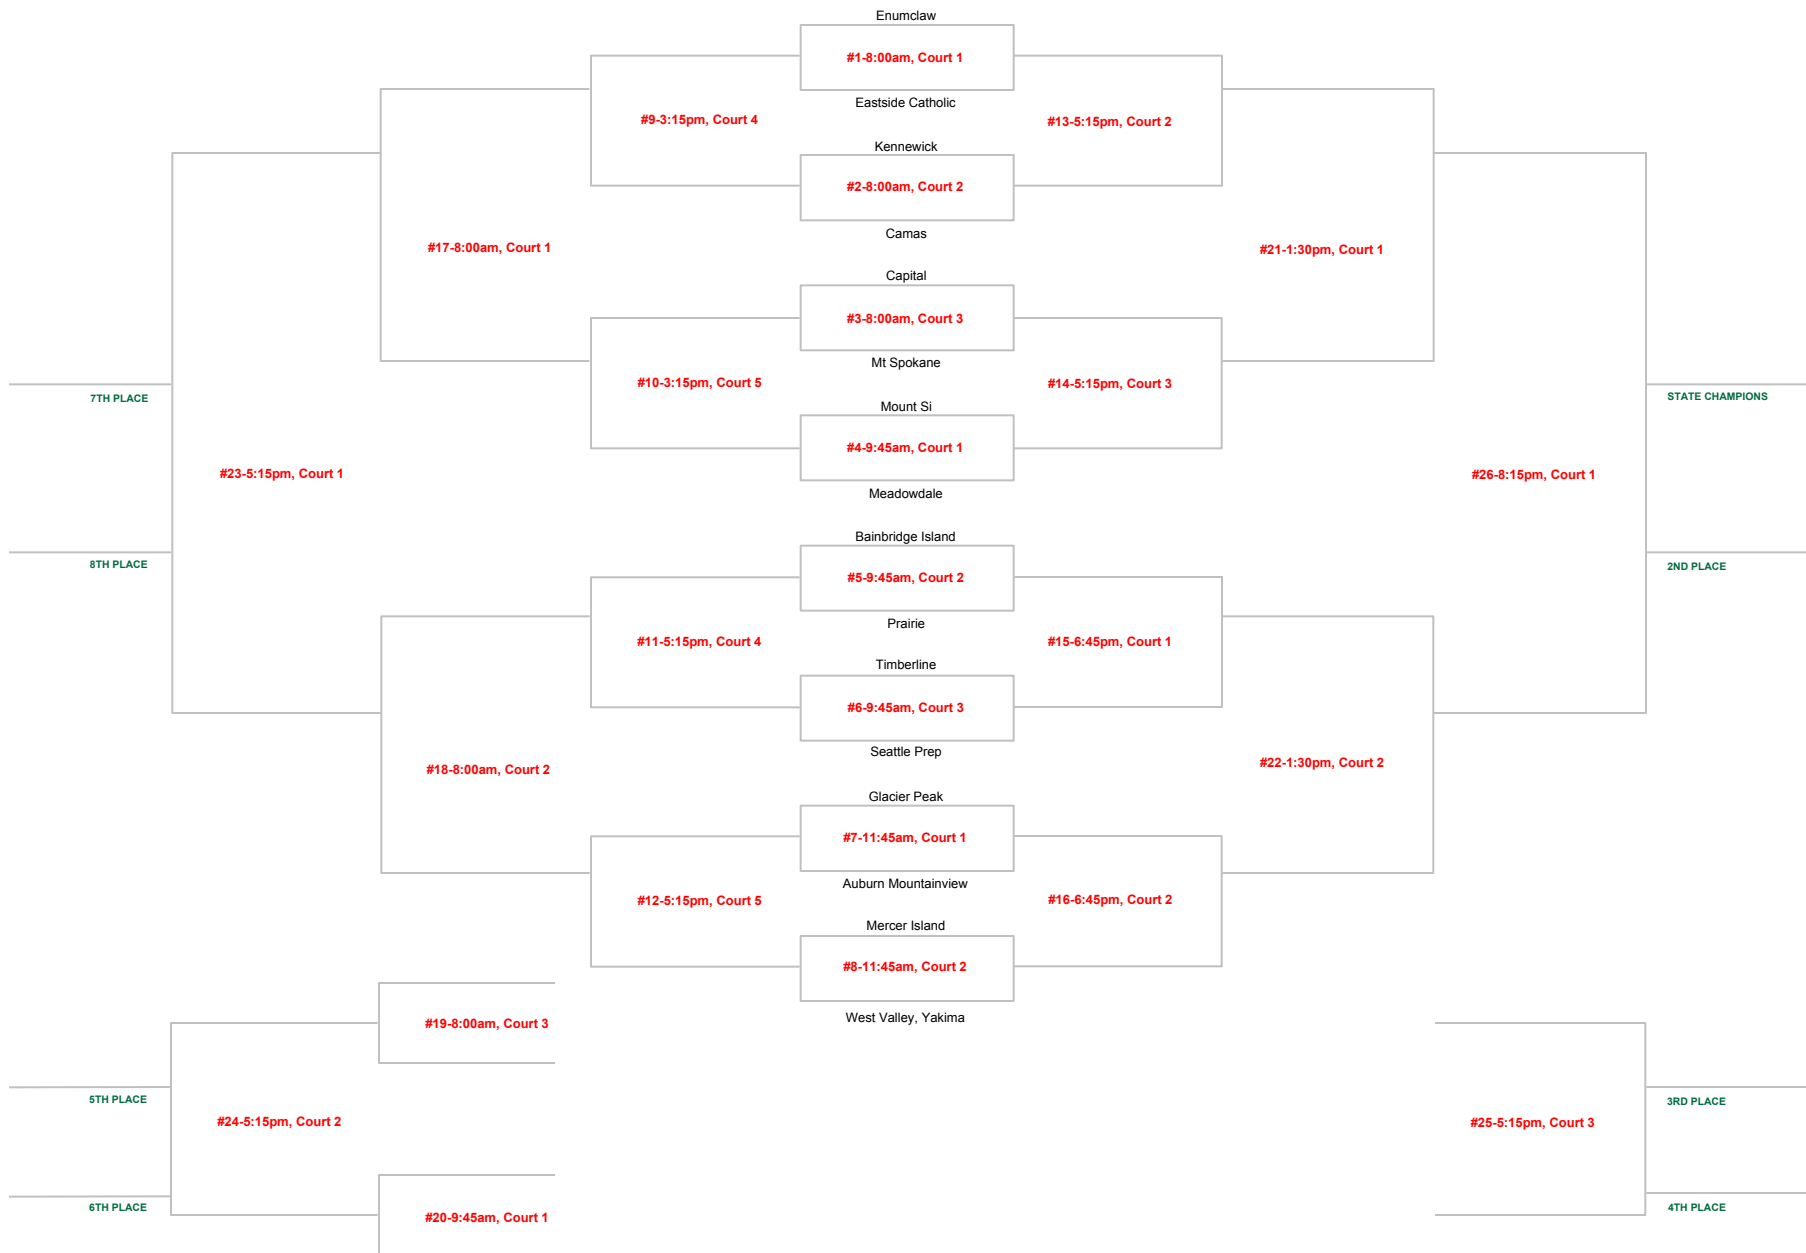 Enumclaw
#1-8:00am, Court 1
Eastside Catholic
#9-3:15pm, Court 4
#13-5:15pm, Court 2
Kennewick
#2-8:00am, Court 2
Camas
#17-8:00am, Court 1
#21-1:30pm, Court 1
Capital
#3-8:00am, Court 3
Mt Spokane
#10-3:15pm, Court 5
#14-5:15pm, Court 3
7TH PLACE
STATE CHAMPIONS
Mount Si
#4-9:45am, Court 1
#23-5:15pm, Court 1
#26-8:15pm, Court 1
Meadowdale
Bainbridge Island
8TH PLACE
#5-9:45am, Court 2
2ND PLACE
Prairie
#11-5:15pm, Court 4
#15-6:45pm, Court 1
Timberline
#6-9:45am, Court 3
Seattle Prep
#18-8:00am, Court 2
#22-1:30pm, Court 2
Glacier Peak
#7-11:45am, Court 1
Auburn Mountainview
#12-5:15pm, Court 5
#16-6:45pm, Court 2
Mercer Island
#8-11:45am, Court 2
West Valley, Yakima
#19-8:00am, Court 3
5TH PLACE
3RD PLACE
#24-5:15pm, Court 2
#25-5:15pm, Court 3
6TH PLACE
4TH PLACE
#20-9:45am, Court 1